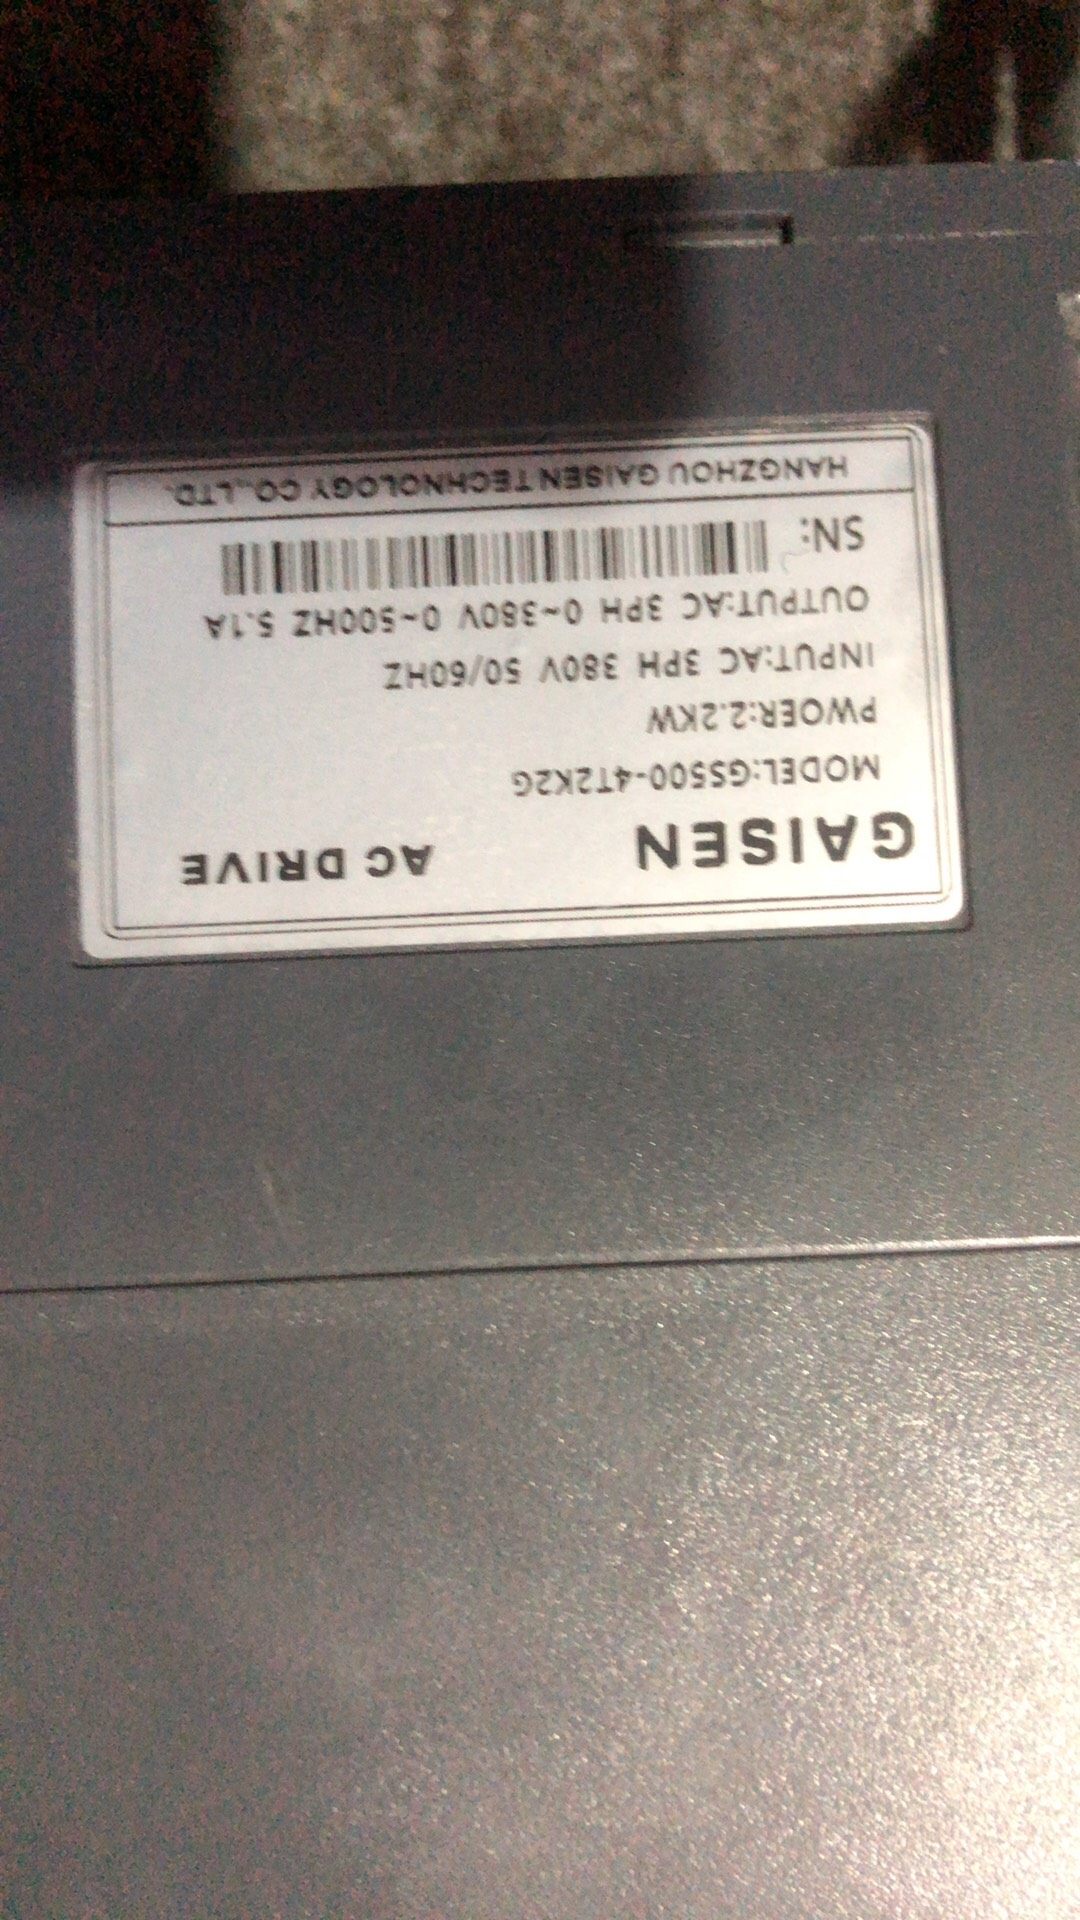 GAISEN AC DRIVE
MODEL:GS500-4T2K2G
PWOER:2.2KW
INPUT:AC 3PH 380V 50/60HZ
OUTPUT:AC 3PH 0~380V 0~500HZ 5.1A
SN:
HANGZHOU GAISEN TECHNOLOGY CO.,LTD.